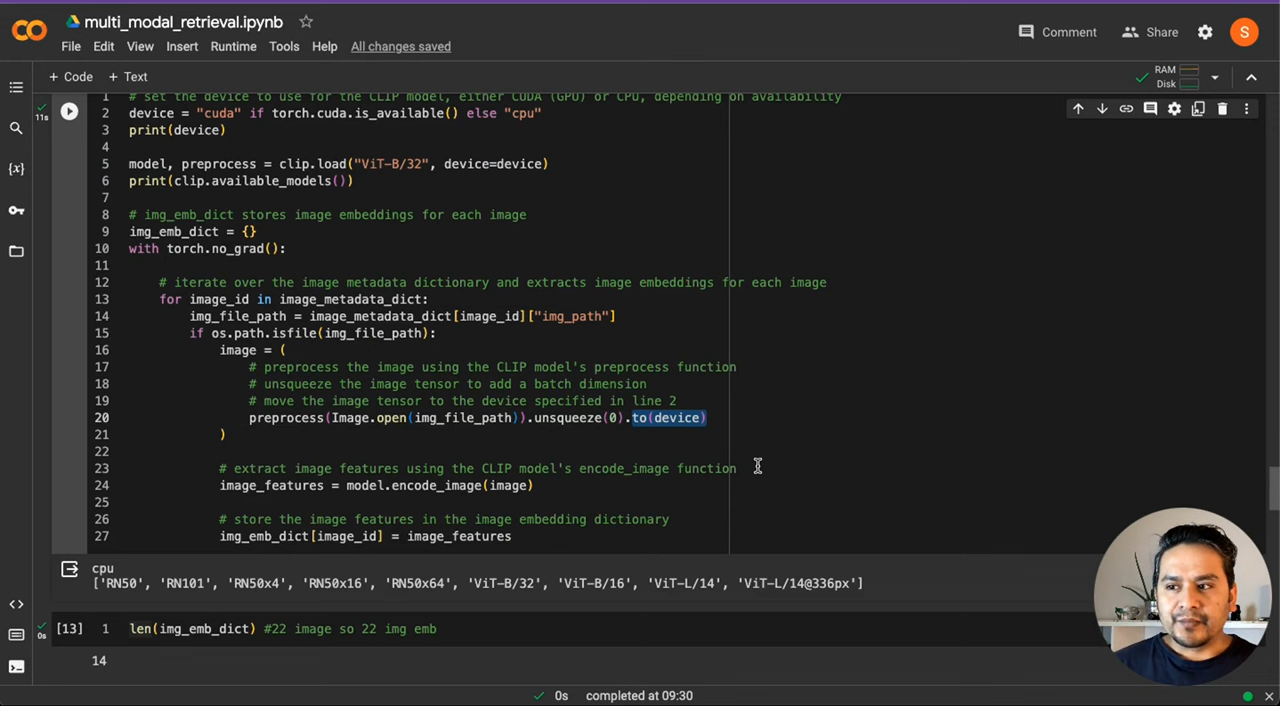 multi_modal_retrieval.ipynb
File Edit View Insert Runtime Tools Help All changes saved
Comment Share S
+ Code + Text
RAM
Disk
11s
1 # set the device to use for the CLIP model, either CUDA (GPU) or CPU, depending on availability
2 device = "cuda" if torch.cuda.is_available() else "cpu"
3 print(device)
4
5 model, preprocess = clip.load("ViT-B/32", device=device)
6 print(clip.available_models())
7
8 # img_emb_dict stores image embeddings for each image
9 img_emb_dict = {}
10 with torch.no_grad():
11
12 # iterate over the image metadata dictionary and extracts image embeddings for each image
13 for image_id in image_metadata_dict:
14 img_file_path = image_metadata_dict[image_id]["img_path"]
15 if os.path.isfile(img_file_path):
16 image = (
17 # preprocess the image using the CLIP model's preprocess function
18 # unsqueeze the image tensor to add a batch dimension
19 # move the image tensor to the device specified in line 2
20 preprocess(Image.open(img_file_path)).unsqueeze(0).to(device)
21 )
22
23 # extract image features using the CLIP model's encode_image function
24 image_features = model.encode_image(image)
25
26 # store the image features in the image embedding dictionary
27 img_emb_dict[image_id] = image_features
cpu
['RN50', 'RN101', 'RN50x4', 'RN50x16', 'RN50x64', 'ViT-B/32', 'ViT-B/16', 'ViT-L/14', 'ViT-L/14@336px']
0s
[13] 1 len(img_emb_dict) #22 image so 22 img emb
14
0s completed at 09:30